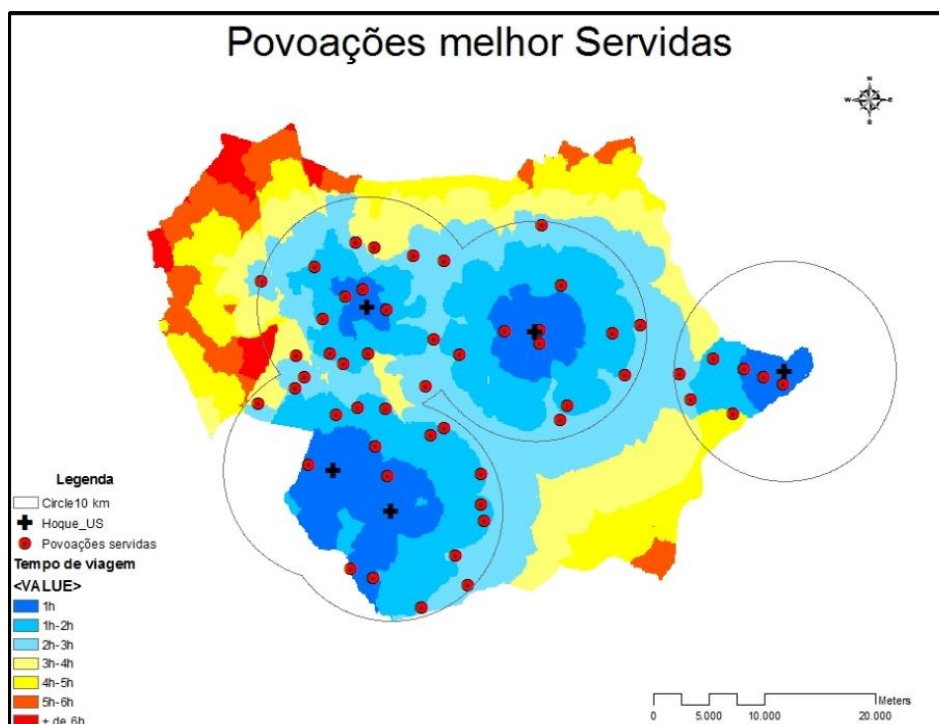 Povoações melhor Servidas
N
W E
S
Legenda
Circle10 km
Hoque_US
Povoações servidas
Tempo de viagem
<VALUE>
1h
1h-2h
2h-3h
3h-4h
4h-5h
5h-6h
+ de 6h
Meters
0 5.000 10.000 20.000